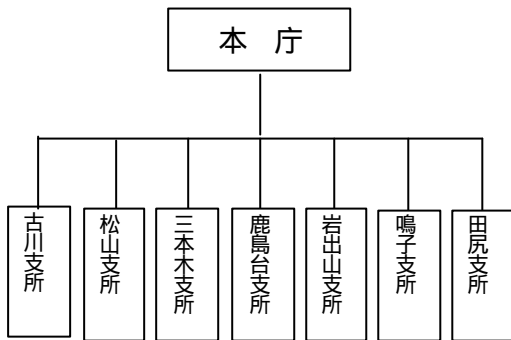 本　庁
古川支所
松山支所
三本木支所
鹿島台支所
岩出山支所
鳴子支所
田尻支所